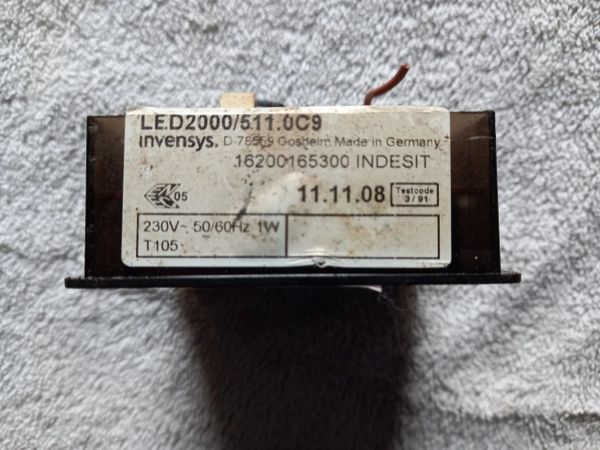 LED2000/511.0C9
invensys. D-78559 Gosheim Made in Germany
16200165300 INDESIT
05
11.11.08
Testcode
3 / 91
230V~ 50/60Hz 1W
T105